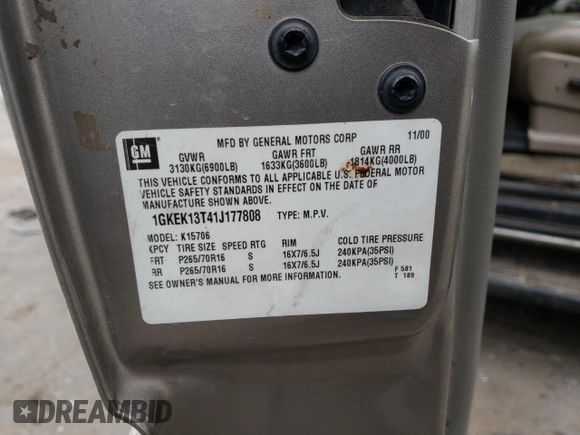 GM
MFD BY GENERAL MOTORS CORP 11/00
GVWR GAWR FRT GAWR RR
3130KG(6900LB) 1633KG(3600LB) 1814KG(4000LB)
THIS VEHICLE CONFORMS TO ALL APPLICABLE U.S. FEDERAL MOTOR
VEHICLE SAFETY STANDARDS IN EFFECT ON THE DATE OF
MANUFACTURE SHOWN ABOVE.
1GKEK13T41J177808 TYPE: M.P.V.
MODEL: K15706
KPCY TIRE SIZE SPEED RTG RIM COLD TIRE PRESSURE
FRT P265/70R16 S 16X7/6.5J 240KPA(35PSI)
RR P265/70R16 S 16X7/6.5J 240KPA(35PSI)
SEE OWNER'S MANUAL FOR MORE INFORMATION.
F 581
T 189
DREAMBID